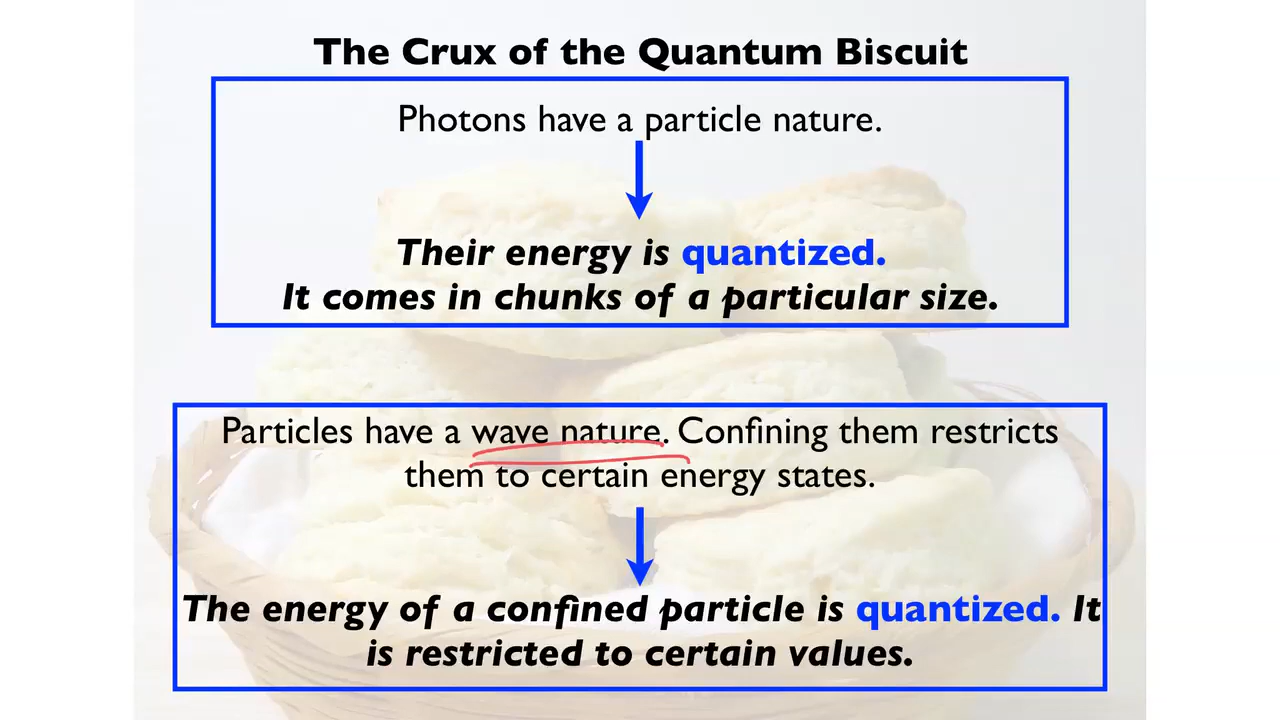 The Crux of the Quantum Biscuit
Photons have a particle nature.
Their energy is quantized.
It comes in chunks of a particular size.
Particles have a wave nature. Confining them restricts
them to certain energy states.
The energy of a confined particle is quantized. It
is restricted to certain values.